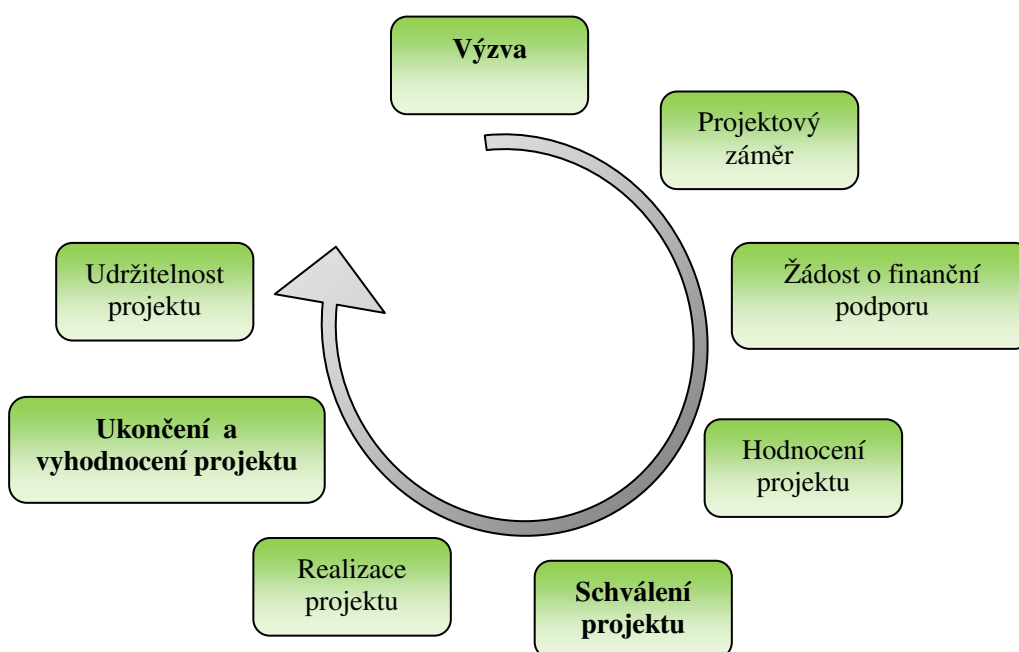 Výzva
Projektový
záměr
Žádost o finanční
podporu
Hodnocení
projektu
Schválení
projektu
Realizace
projektu
Ukončení a
vyhodnocení projektu
Udržitelnost
projektu